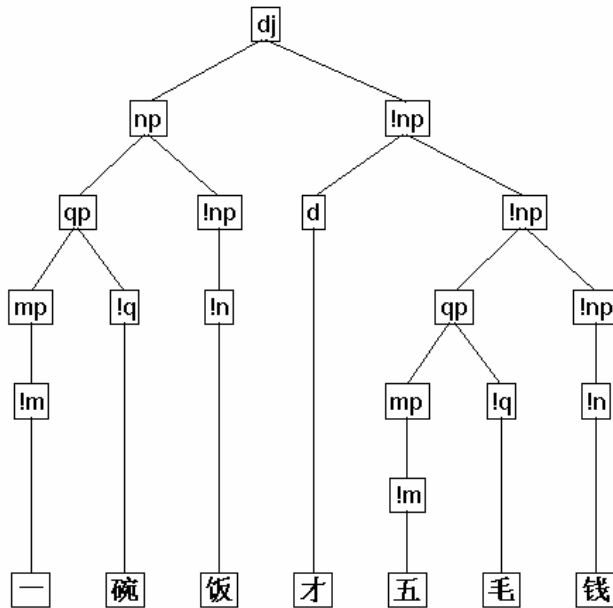 dj
np !np
qp !np d !np
mp !q !n qp !np
!m mp !q !n
!m
一 碗 饭 才 五 毛 钱